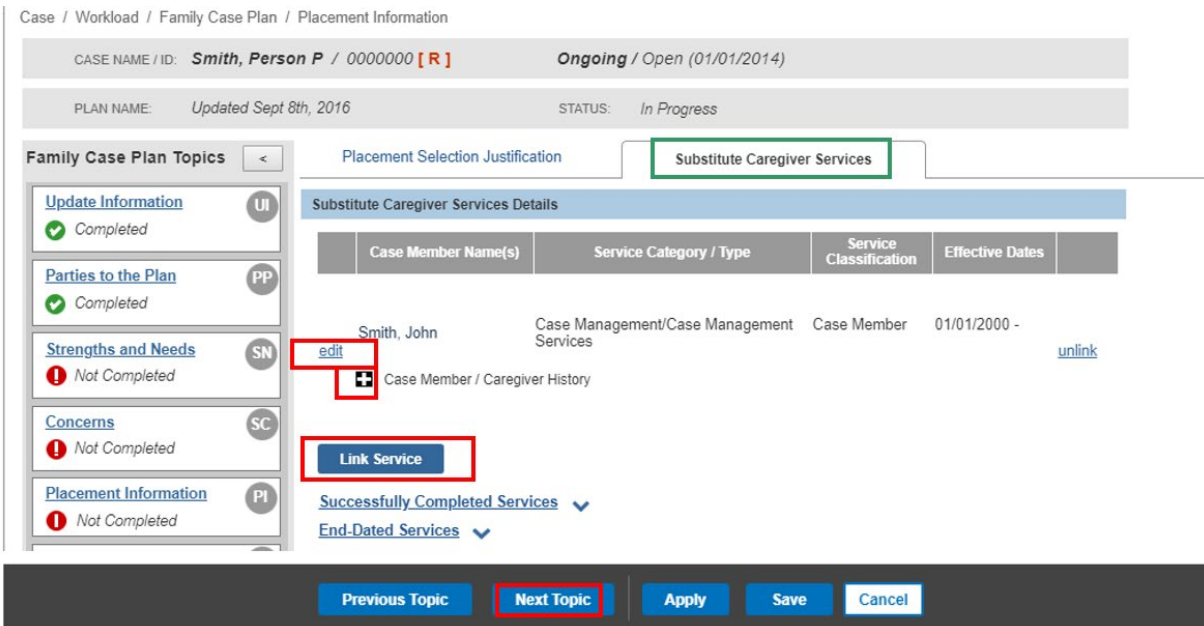 Case / Workload / Family Case Plan / Placement Information
CASE NAME / ID: Smith, Person P / 0000000 [ R ] Ongoing / Open (01/01/2014)
PLAN NAME: Updated Sept 8th, 2016 STATUS: In Progress
Family Case Plan Topics <
Update Information UI
Completed
Parties to the Plan PP
Completed
Strengths and Needs SN
Not Completed
Concerns SC
Not Completed
Placement Information PI
Not Completed
Placement Selection Justification Substitute Caregiver Services
Substitute Caregiver Services Details
Case Member Name(s) Service Category / Type Service Classification Effective Dates
edit Smith, John Case Management/Case Management Services Case Member 01/01/2000 - unlink
Case Member / Caregiver History
Link Service
Successfully Completed Services
End-Dated Services
Previous Topic Next Topic Apply Save Cancel